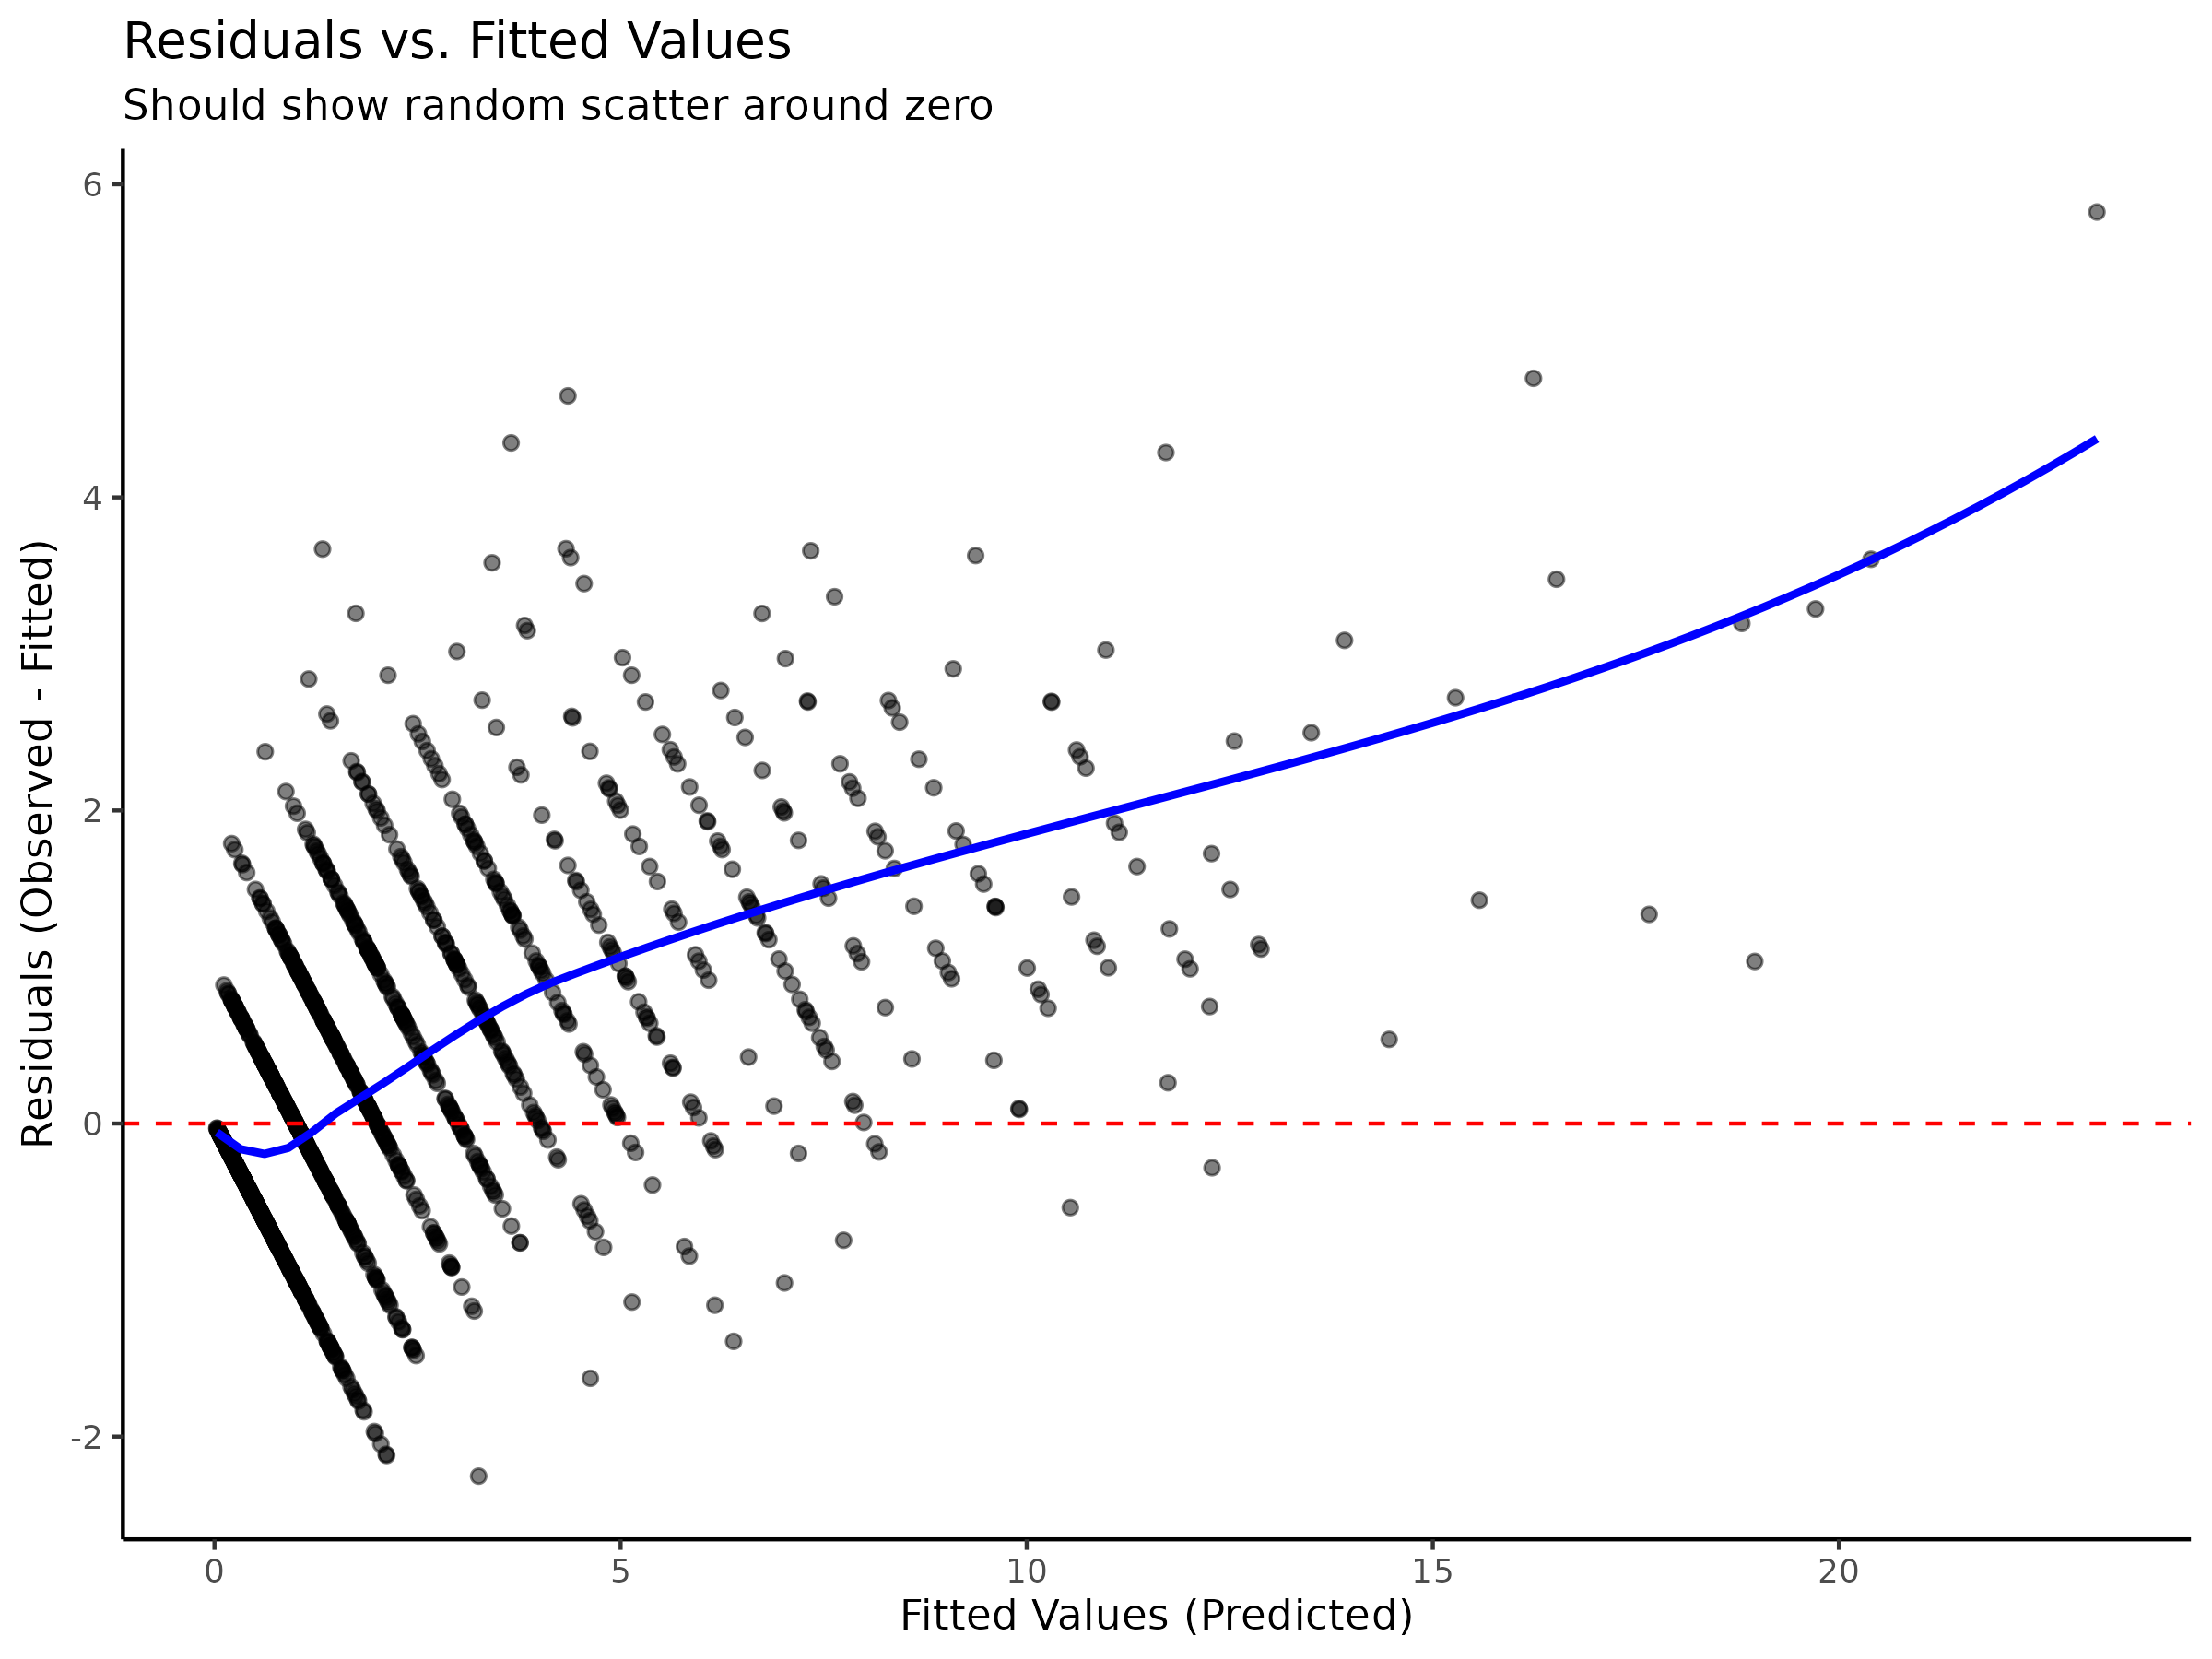 Residuals vs. Fitted Values
Should show random scatter around zero
Residuals (Observed - Fitted)
6
4
2
0
-2
0 5 10 15 20
Fitted Values (Predicted)